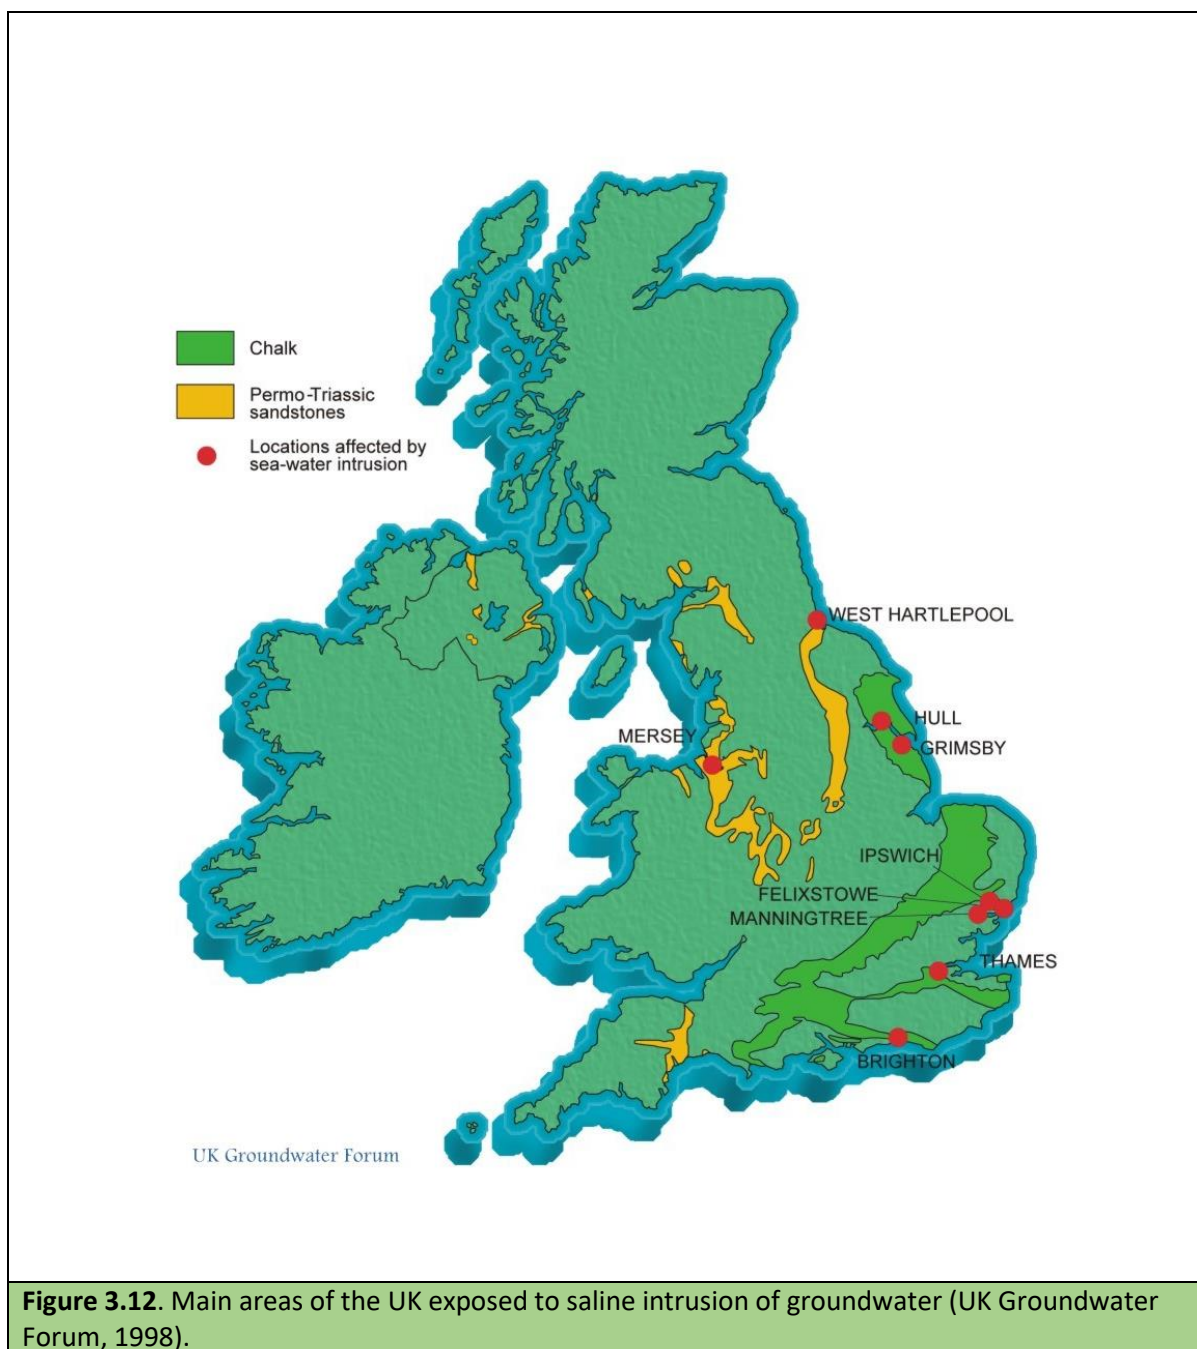 Chalk
Permo-Triassic
sandstones
Locations affected by
sea-water intrusion
WEST HARTLEPOOL
HULL
MERSEY
GRIMSBY
IPSWICH
FELIXSTOWE
MANNINGTREE
THAMES
BRIGHTON
UK Groundwater Forum
Figure 3.12. Main areas of the UK exposed to saline intrusion of groundwater (UK Groundwater
Forum, 1998).